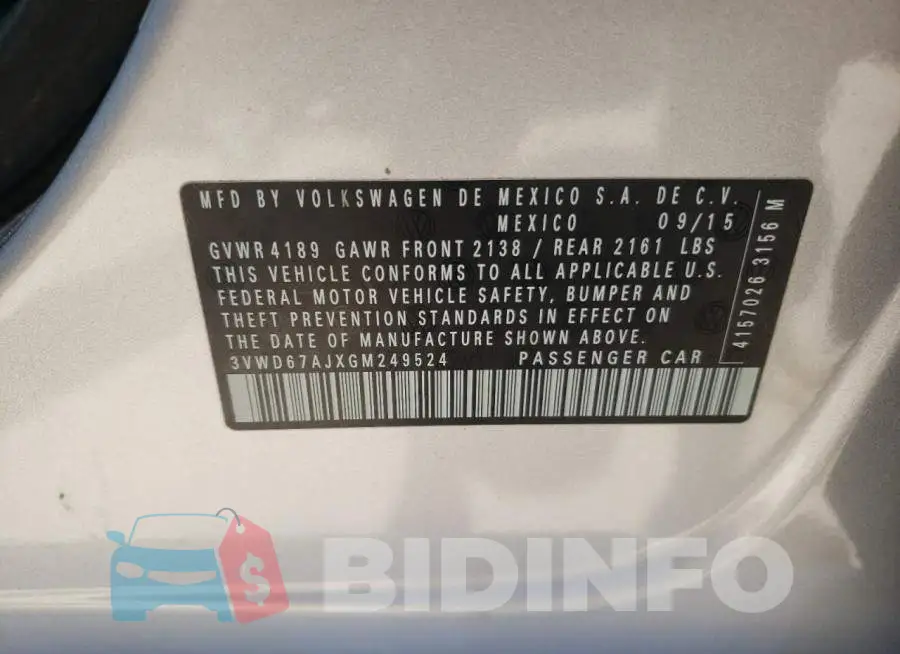 MFD BY VOLKSWAGEN DE MEXICO S.A. DE C.V.
MEXICO 09/15
GVWR 4189 GAWR FRONT 2138 / REAR 2161 LBS
THIS VEHICLE CONFORMS TO ALL APPLICABLE U.S.
FEDERAL MOTOR VEHICLE SAFETY, BUMPER AND
THEFT PREVENTION STANDARDS IN EFFECT ON
THE DATE OF MANUFACTURE SHOWN ABOVE.
3VWD67AJXGM249524 PASSENGER CAR
4157026 3156 M
$ BIDINFO